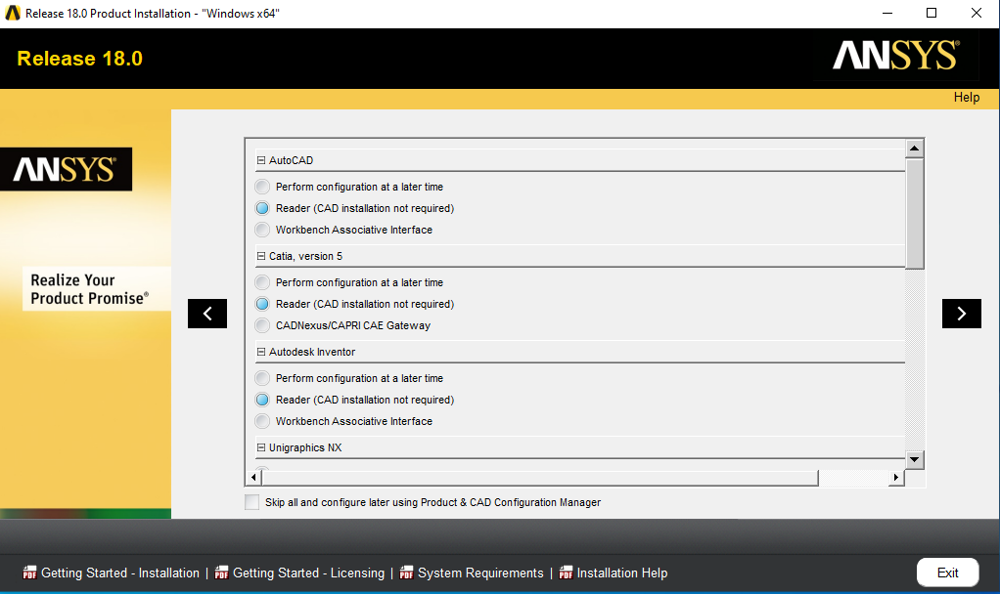 Release 18.0 Product Installation - "Windows x64"
Release 18.0
ANSYS®
Help
ANSYS®
Realize Your
Product Promise®
AutoCAD
Perform configuration at a later time
Reader (CAD installation not required)
Workbench Associative Interface
Catia, version 5
Perform configuration at a later time
Reader (CAD installation not required)
CADNexus/CAPRI CAE Gateway
Autodesk Inventor
Perform configuration at a later time
Reader (CAD installation not required)
Workbench Associative Interface
Unigraphics NX
Skip all and configure later using Product & CAD Configuration Manager
PDF Getting Started - Installation | PDF Getting Started - Licensing | PDF System Requirements | PDF Installation Help
Exit